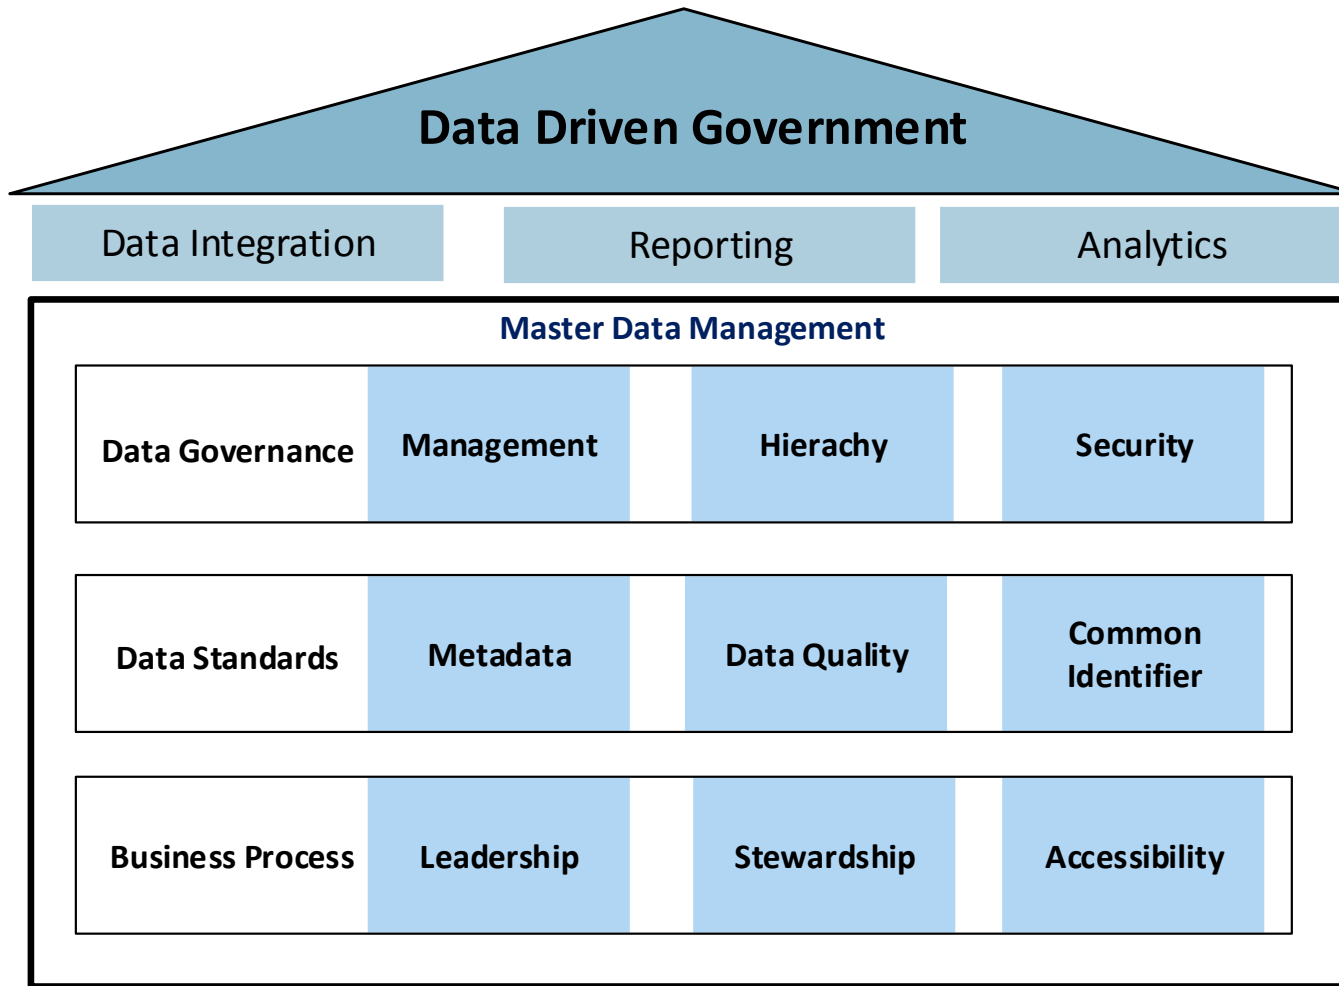 Data Driven Government
Data Integration
Reporting
Analytics
Master Data Management
Data Governance
Management
Hierachy
Security
Data Standards
Metadata
Data Quality
Common
Identifier
Business Process
Leadership
Stewardship
Accessibility